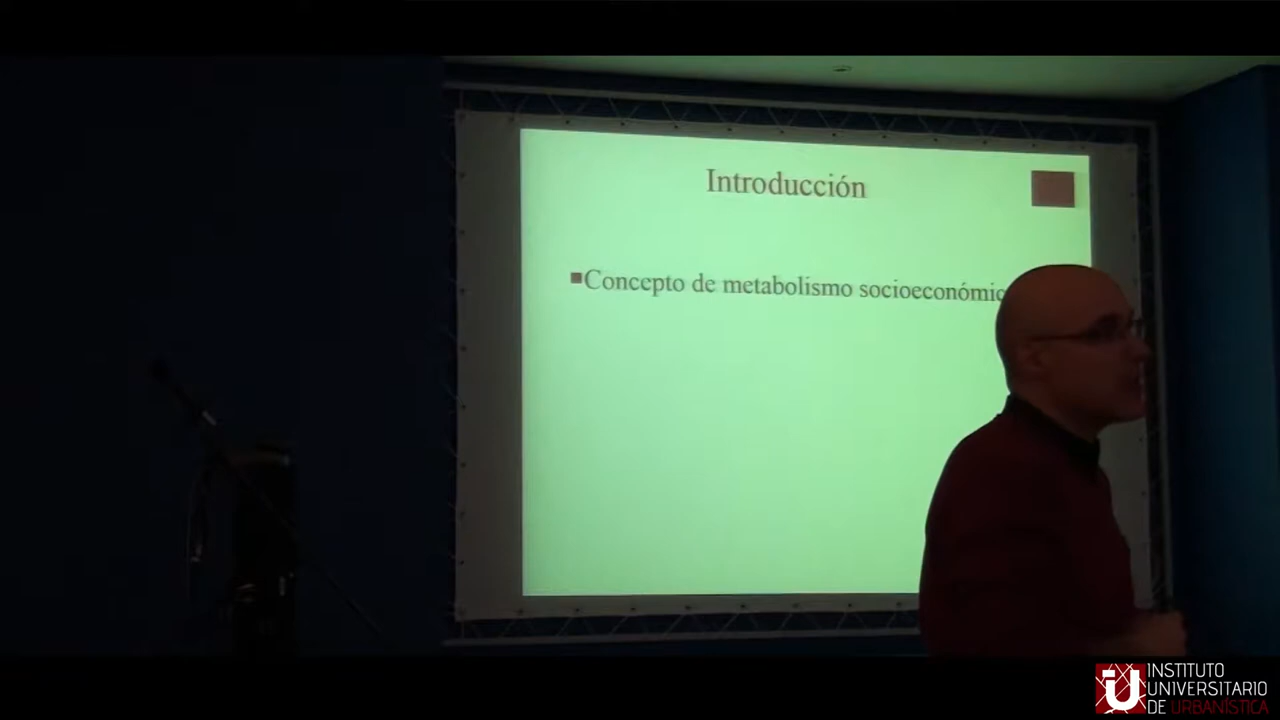 Introducción
Concepto de metabolismo socioeconómic
INSTITUTO
UNIVERSITARIO
DE URBANÍSTICA